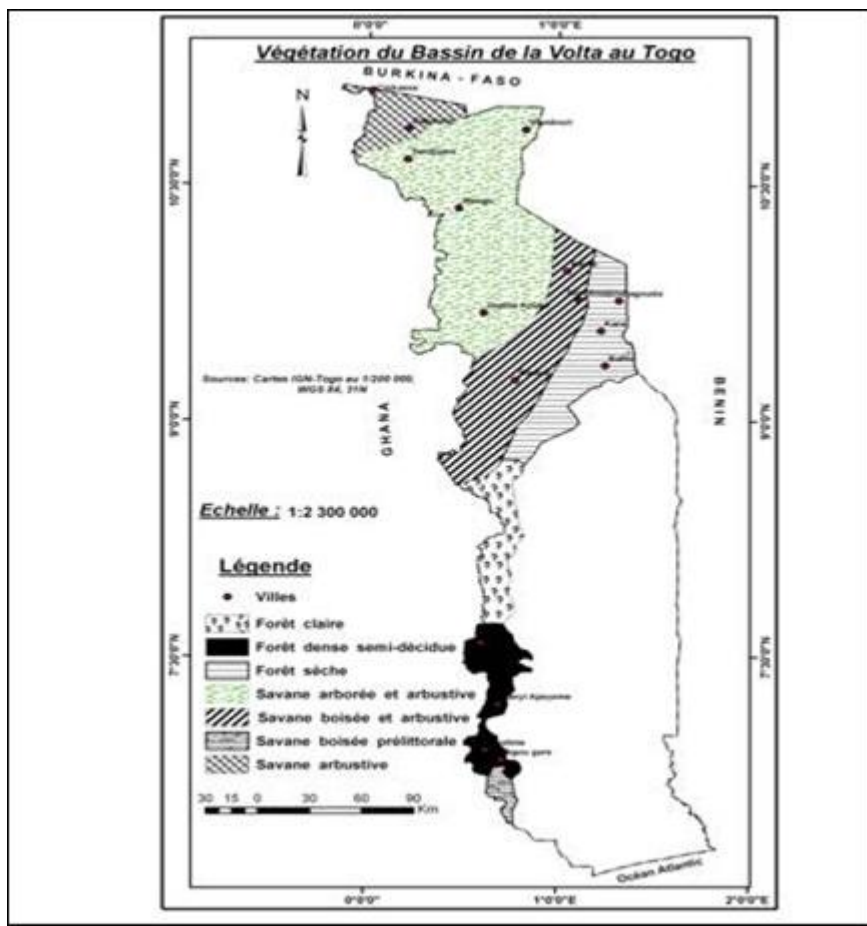 0°0'0" 1°0'0"E
Végétation du Bassin de la Volta au Togo
BURKINA - FASO
N
10°30'0"N
10°30'0"N
Mango
Kara
Sources: Cartes IGN-Togo au 1/200 000,
WGS 84, 31N
GHANA
BENIN
9°0'0"N
9°0'0"N
Echelle : 1:2 300 000
Légende
Villes
Forêt claire
Forêt dense semi-décidue
Forêt sèche
Savane arborée et arbustive
Savane boisée et arbustive
Savane boisée prélittorale
Savane arbustive
7°30'0"N
7°30'0"N
30 15 0 30 60 90
Km
Océan Atlantic
0°0'0" 1°0'0"E 2°0'0"E